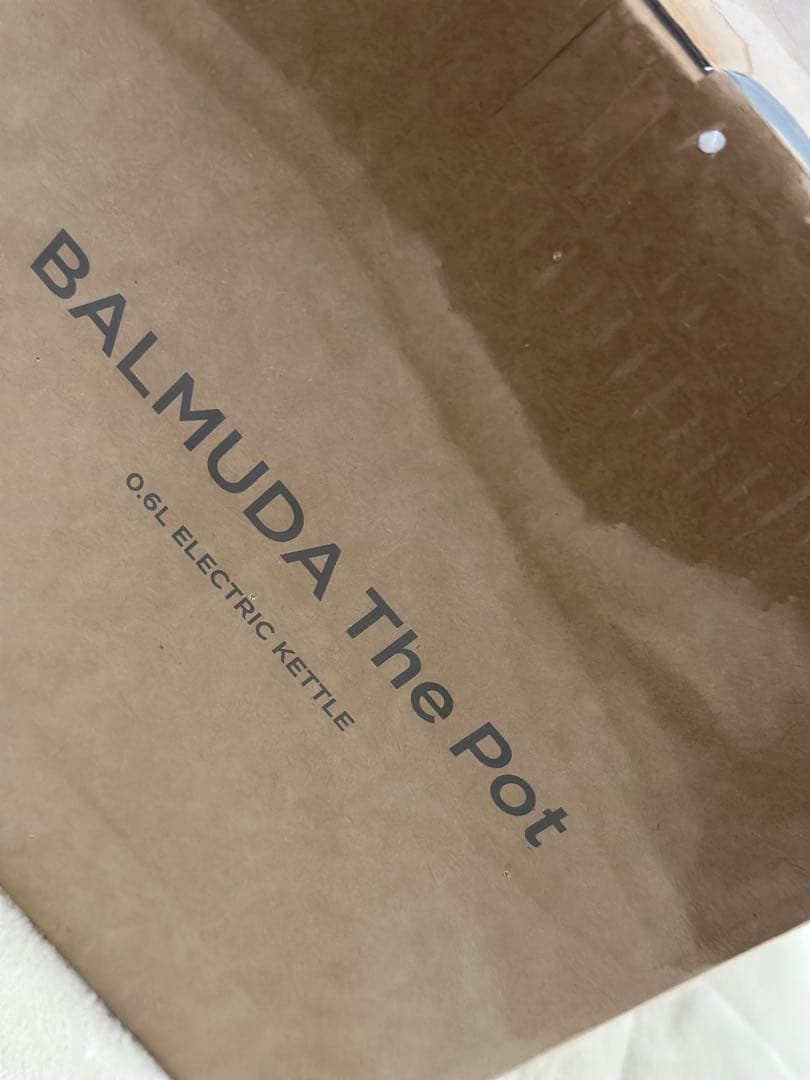 BALMUDA The Pot
0.6L ELECTRIC KETTLE